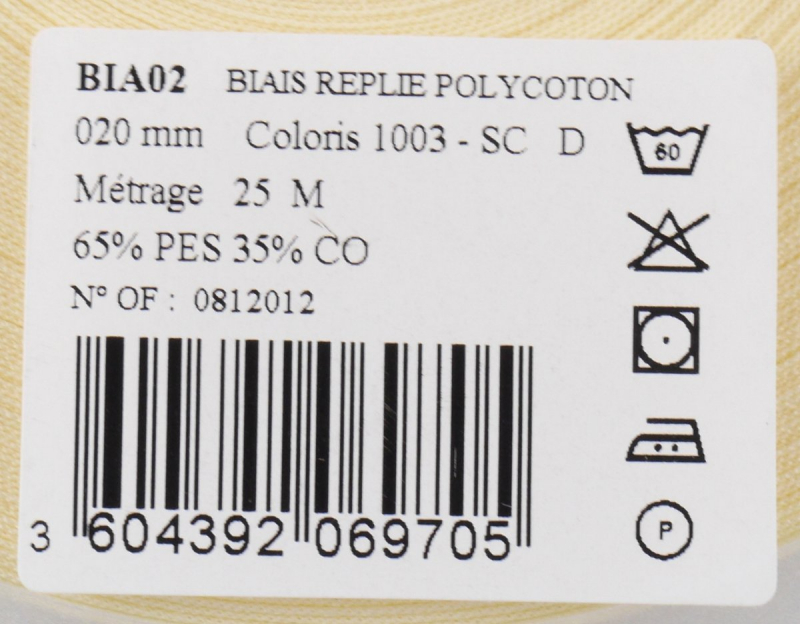 BIA02 BIAIS REPLIE POLYCOTON
020 mm Coloris 1003 - SC D
60
Métrage 25 M
65% PES 35% CO
N° OF : 0812012
P
3 604392 069705